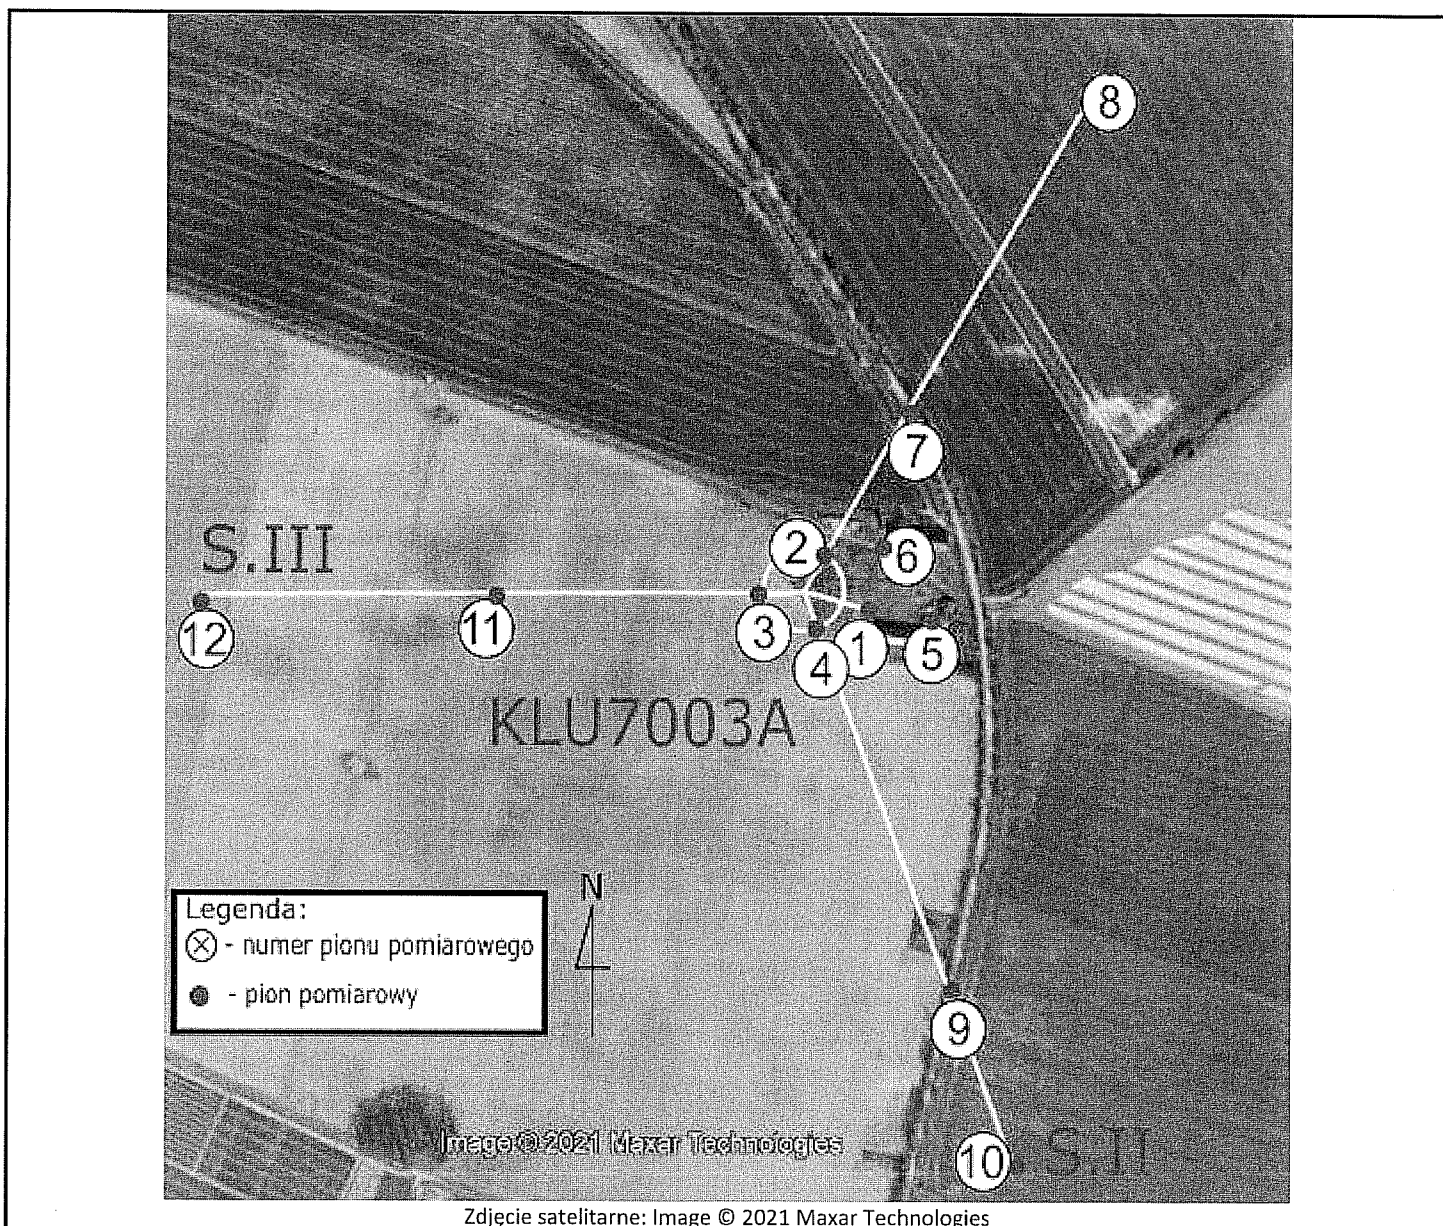 8
7
S.III
2
6
12
11
3
4
1
5
KLU7003A
N
Legenda:
- numer pionu pomiarowego
- pion pomiarowy
9
Image © 2021 Maxar Technologies
10
S.II
Zdjęcie satelitarne: Image © 2021 Maxar Technologies